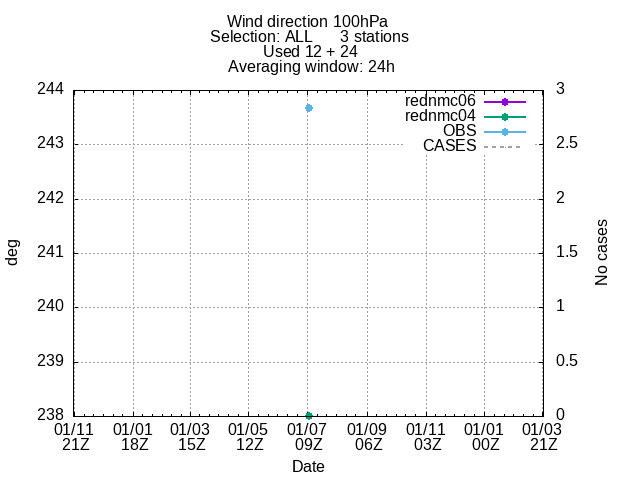 Wind direction 100hPa
Selection: ALL      3 stations
Used 12 + 24
Averaging window: 24h
rednmc06
rednmc04
OBS
CASES
244
243
242
241
240
239
238
deg
3
2.5
2
1.5
1
0.5
0
No cases
01/11 01/01 01/03 01/05 01/07 01/09 01/11 01/01 01/03
21Z 18Z 15Z 12Z 09Z 06Z 03Z 00Z 21Z
Date